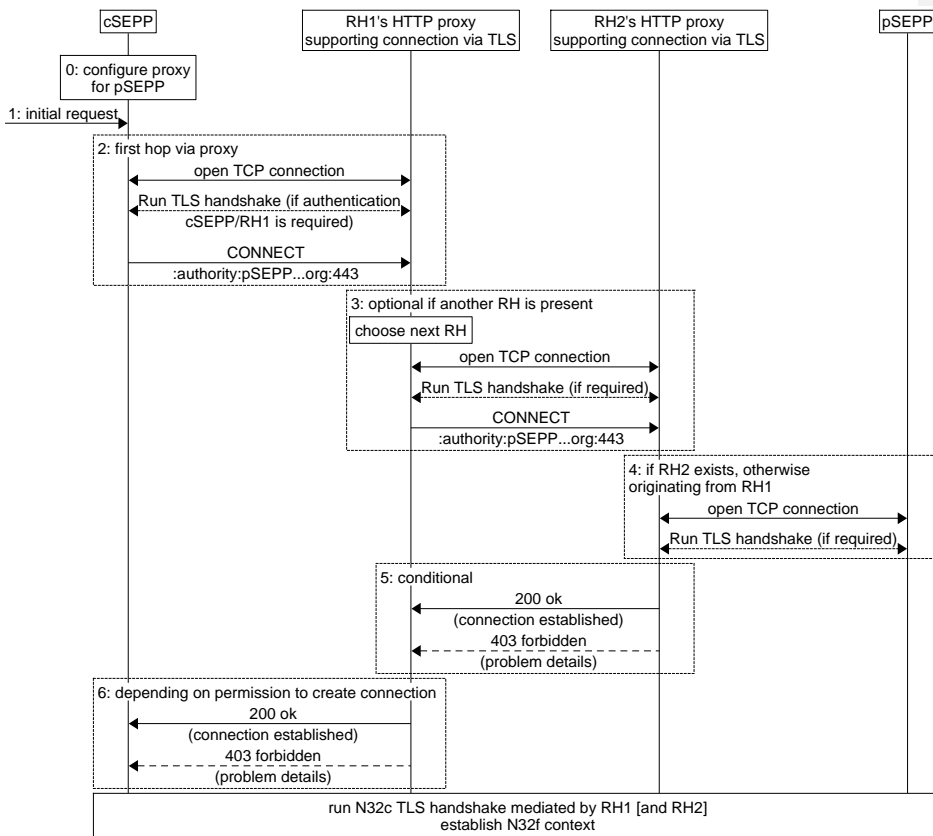 cSEPP
RH1's HTTP proxy
supporting connection via TLS
RH2's HTTP proxy
supporting connection via TLS
pSEPP
0: configure proxy
for pSEPP
1: initial request
2: first hop via proxy
open TCP connection
Run TLS handshake (if authentication
cSEPP/RH1 is required)
CONNECT
:authority:pSEPP...org:443
3: optional if another RH is present
choose next RH
open TCP connection
Run TLS handshake (if required)
CONNECT
:authority:pSEPP...org:443
4: if RH2 exists, otherwise
originating from RH1
open TCP connection
Run TLS handshake (if required)
5: conditional
200 ok
(connection established)
403 forbidden
(problem details)
6: depending on permission to create connection
200 ok
(connection established)
403 forbidden
(problem details)
run N32c TLS handshake mediated by RH1 [and RH2]
establish N32f context